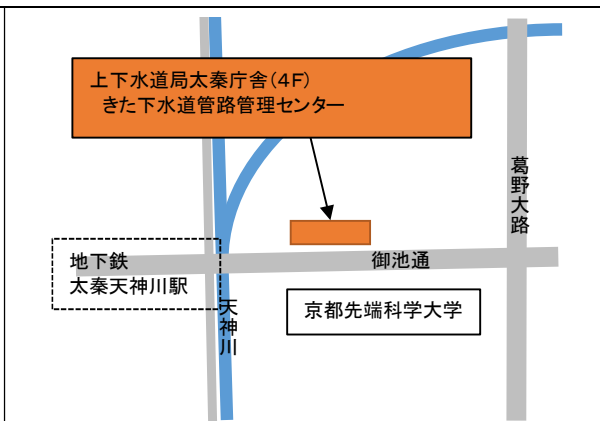 上下水道局太秦庁舎(4F)
きた下水道管路管理センター
葛野大路
地下鉄
太秦天神川駅
御池通
天神川
京都先端科学大学